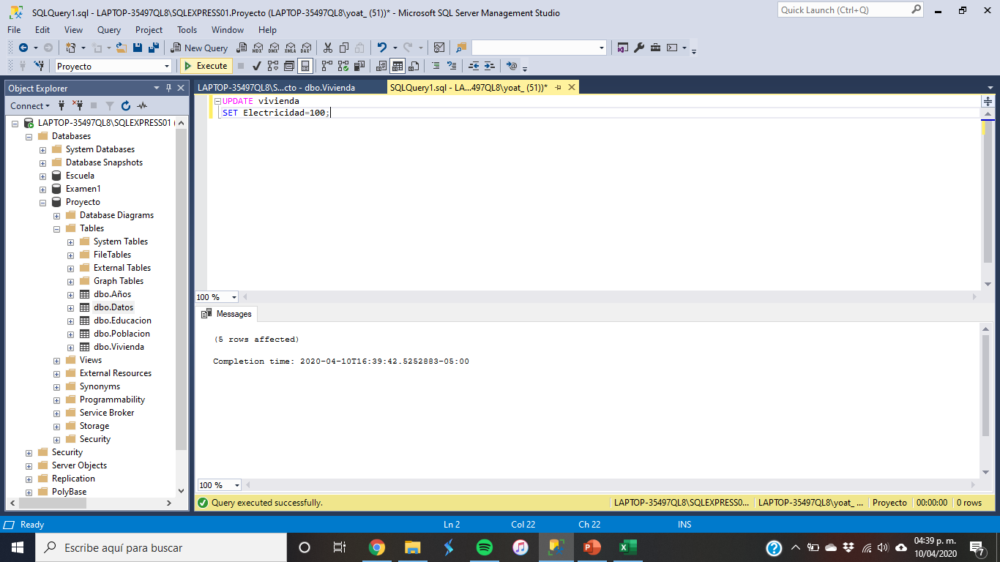 SQLQuery1.sql - LAPTOP-35497QL8\SQLEXPRESS01.Proyecto (LAPTOP-35497QL8\yoat_ (51))* - Microsoft SQL Server Management Studio
Quick Launch (Ctrl+Q)
File Edit View Query Project Tools Window Help
New Query MDX DMX XMLA DAX
Proyecto Execute
Object Explorer
LAPTOP-35497QL8\S...cto - dbo.Vivienda SQLQuery1.sql - LA...497QL8\yoat_ (51))*
Connect
UPDATE vivienda
SET Electricidad=100;
LAPTOP-35497QL8\SQLEXPRESS01 (
Databases
System Databases
Database Snapshots
Escuela
Examen1
Proyecto
Database Diagrams
Tables
System Tables
FileTables
External Tables
Graph Tables
dbo.Años
dbo.Datos
dbo.Educacion
dbo.Poblacion
dbo.Vivienda
Views
External Resources
Synonyms
Programmability
Service Broker
Storage
Security
Security
Server Objects
Replication
PolyBase
100 %
Messages
(5 rows affected)
Completion time: 2020-04-10T16:39:42.5252883-05:00
100 %
Query executed successfully. LAPTOP-35497QL8\SQLEXPRESS0... LAPTOP-35497QL8\yoat_ ... Proyecto 00:00:00 0 rows
Ready Ln 2 Col 22 Ch 22 INS
Escribe aquí para buscar
04:39 p. m.
10/04/2020
7